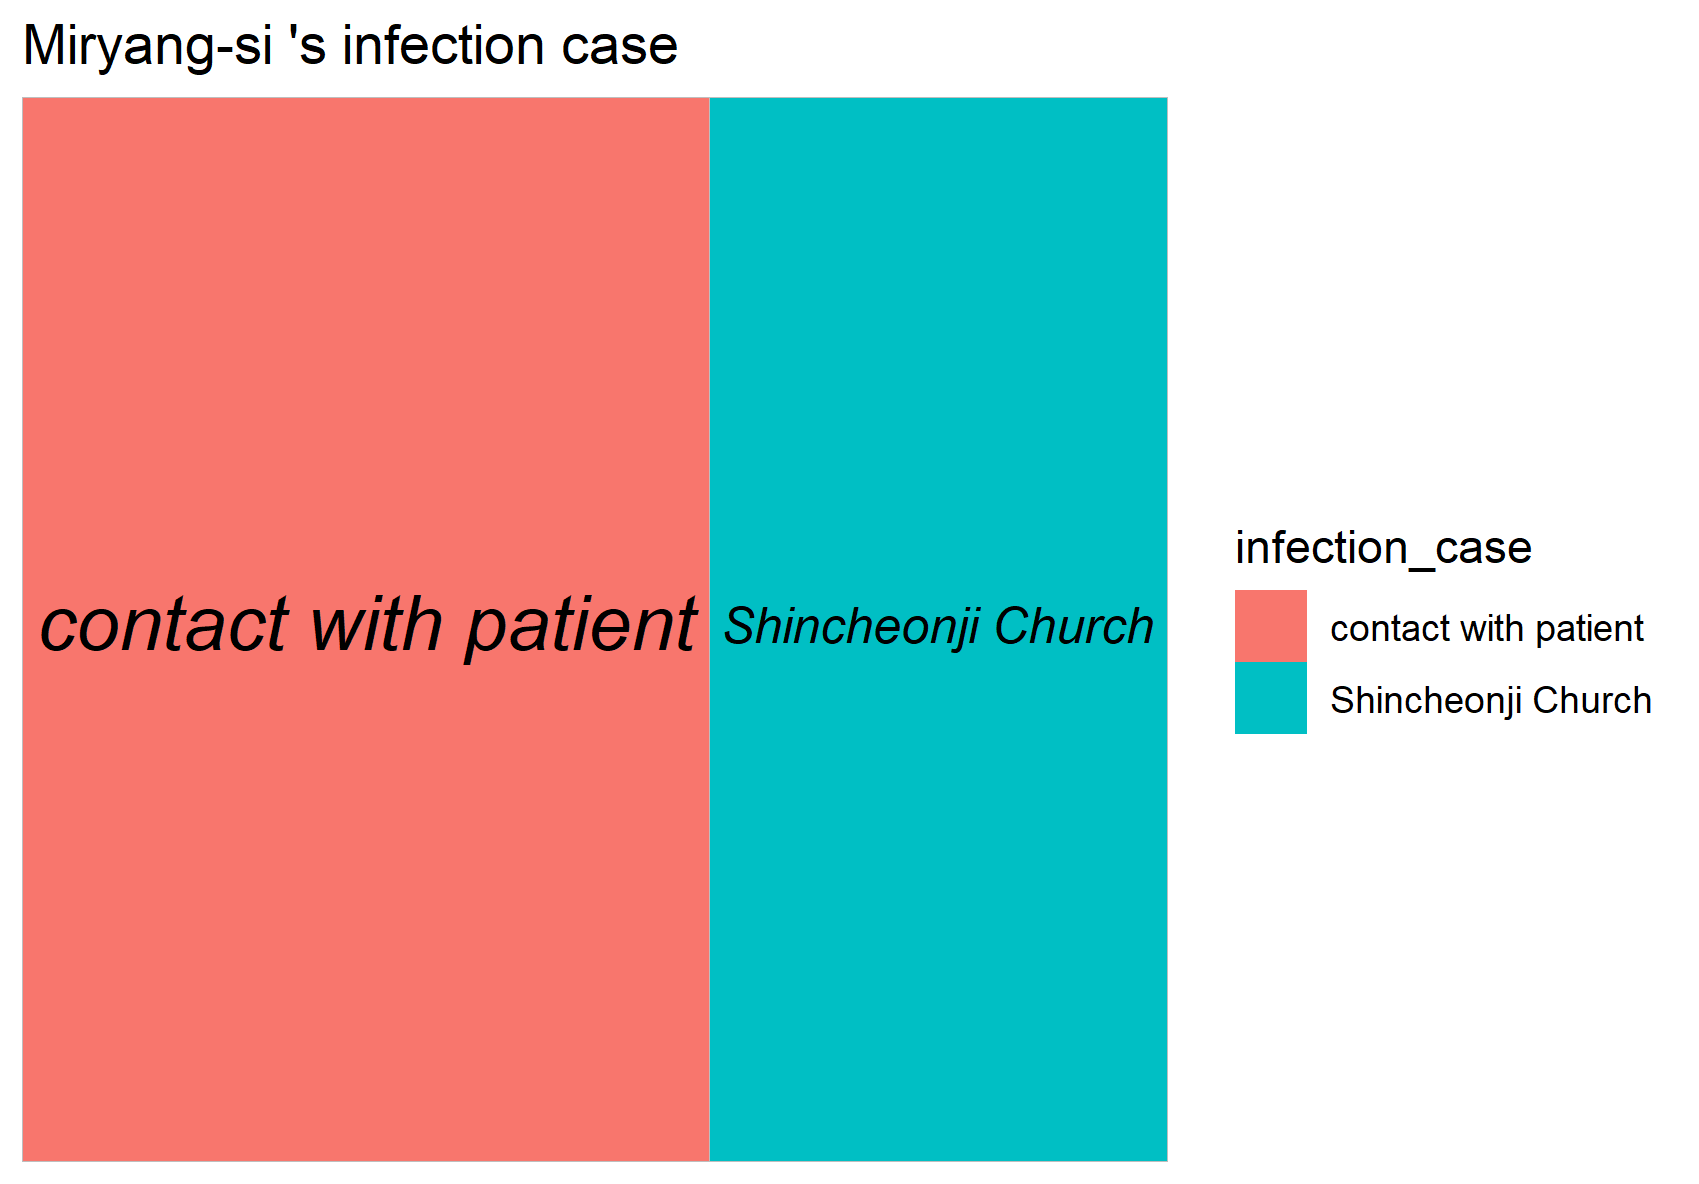 Miryang-si 's infection case
contact with patient
Shincheonji Church
infection_case
contact with patient
Shincheonji Church